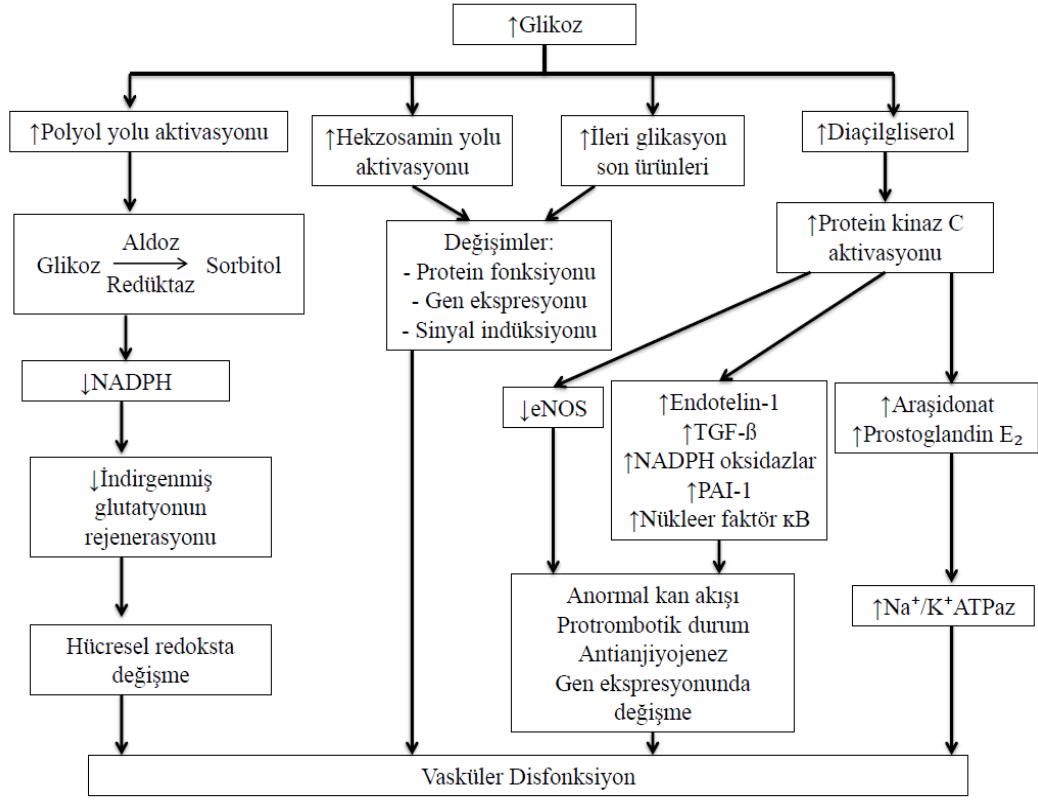 ↑Glikoz
↑Polyol yolu aktivasyonu
↑Hekzosamin yolu
aktivasyonu
↑İleri glikasyon
son ürünleri
↑Diaçilgliserol
Glikoz
Aldoz
Redüktaz
Sorbitol
Değişimler:
- Protein fonksiyonu
- Gen ekspresyonu
- Sinyal indüksiyonu
↑Protein kinaz C
aktivasyonu
↓NADPH
↓eNOS
↑Endotelin-1
↑TGF-ß
↑NADPH oksidazlar
↑PAI-1
↑Nükleer faktör κB
↑Araşidonat
↑Prostoglandin E₂
↓İndirgenmiş
glutatyonun
rejenerasyonu
Anormal kan akışı
Protrombotik durum
Antianjiyojenez
Gen ekspresyonunda
değişme
↑Na⁺/K⁺ATPaz
Hücresel redoksta
değişme
Vasküler Disfonksiyon